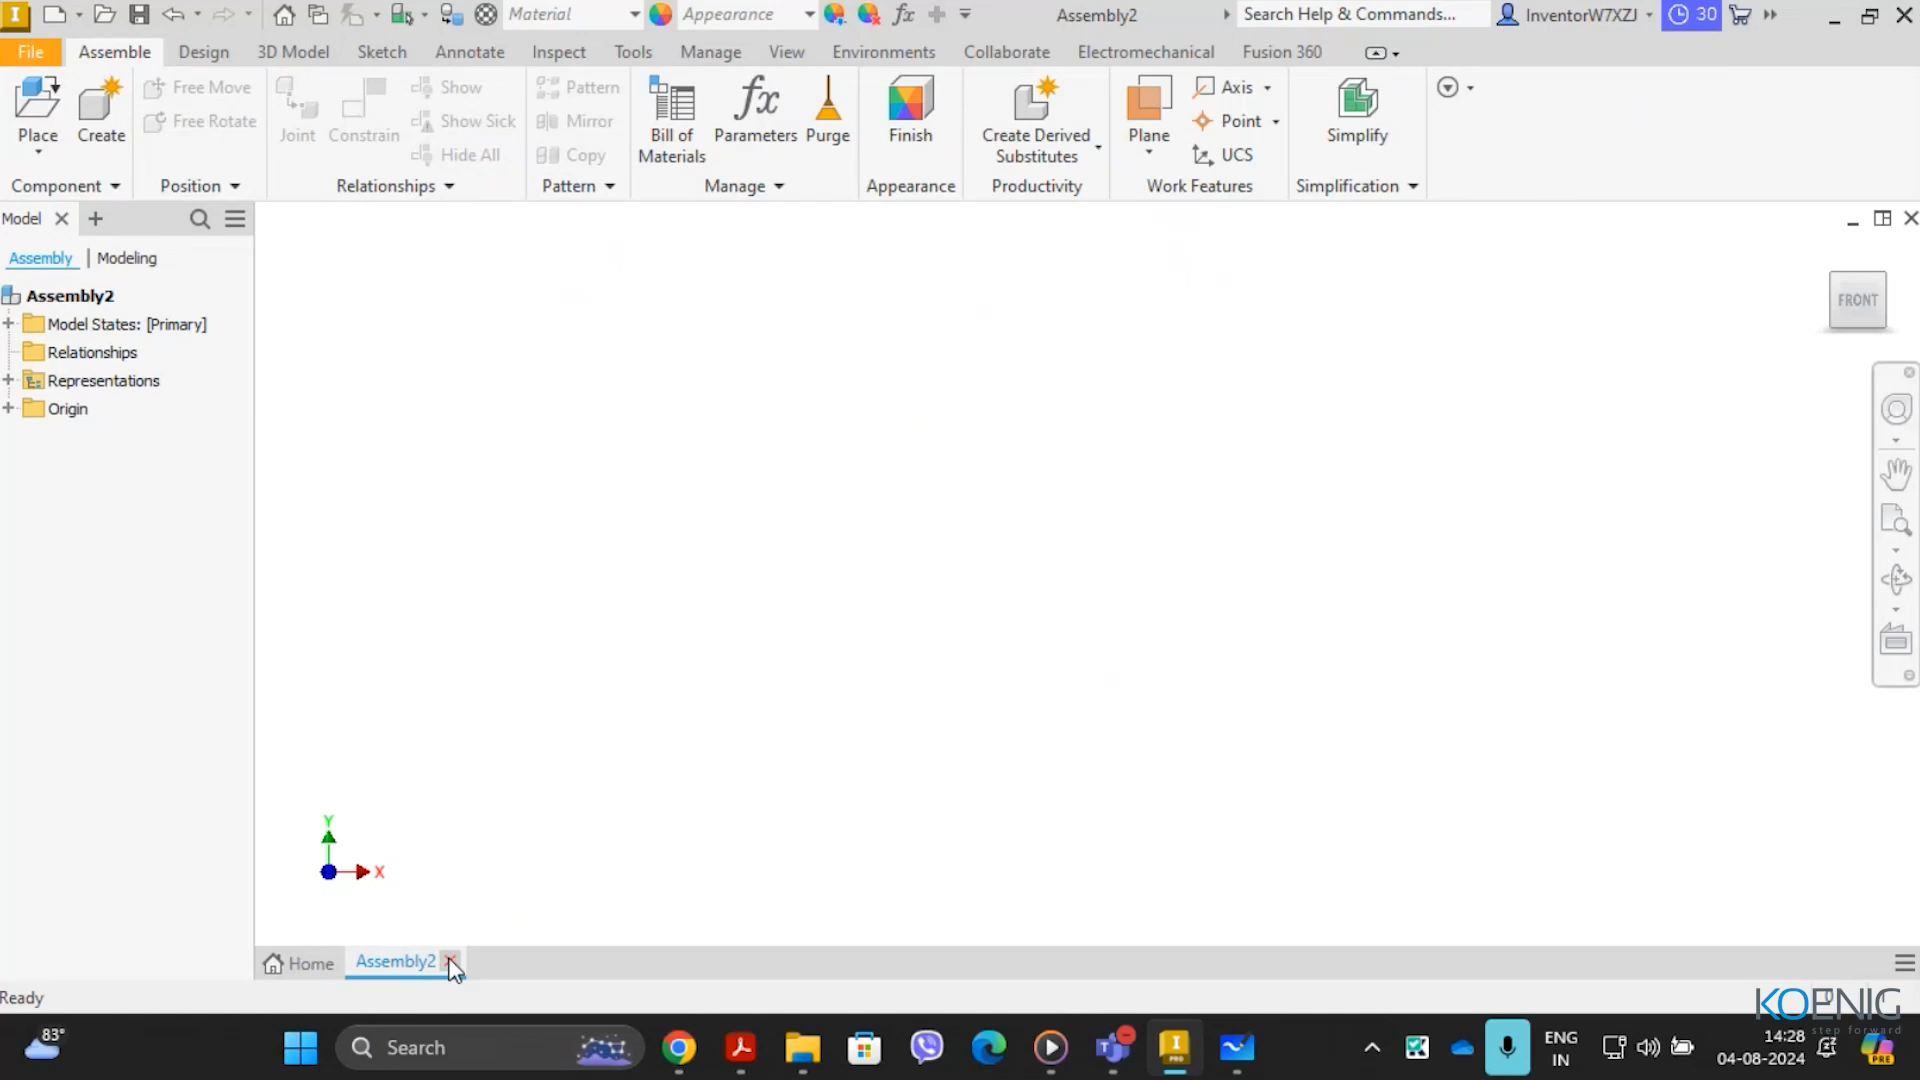 Material
Appearance
Assembly2
Search Help & Commands...
InventorW7XZJ
30
File
Assemble
Design
3D Model
Sketch
Annotate
Inspect
Tools
Manage
View
Environments
Collaborate
Electromechanical
Fusion 360
Place
Create
Free Move
Free Rotate
Joint
Constrain
Show
Show Sick
Hide All
Pattern
Mirror
Copy
Bill of
Materials
fx
Parameters
Purge
Finish
Create Derived
Substitutes
Plane
Axis
Point
UCS
Simplify
Component
Position
Relationships
Pattern
Manage
Appearance
Productivity
Work Features
Simplification
Model
Assembly | Modeling
Assembly2
Model States: [Primary]
Relationships
Representations
Origin
FRONT
Y
X
Home
Assembly2
Ready
KOENIG
step forward
83°
Search
ENG
IN
14:28
04-08-2024